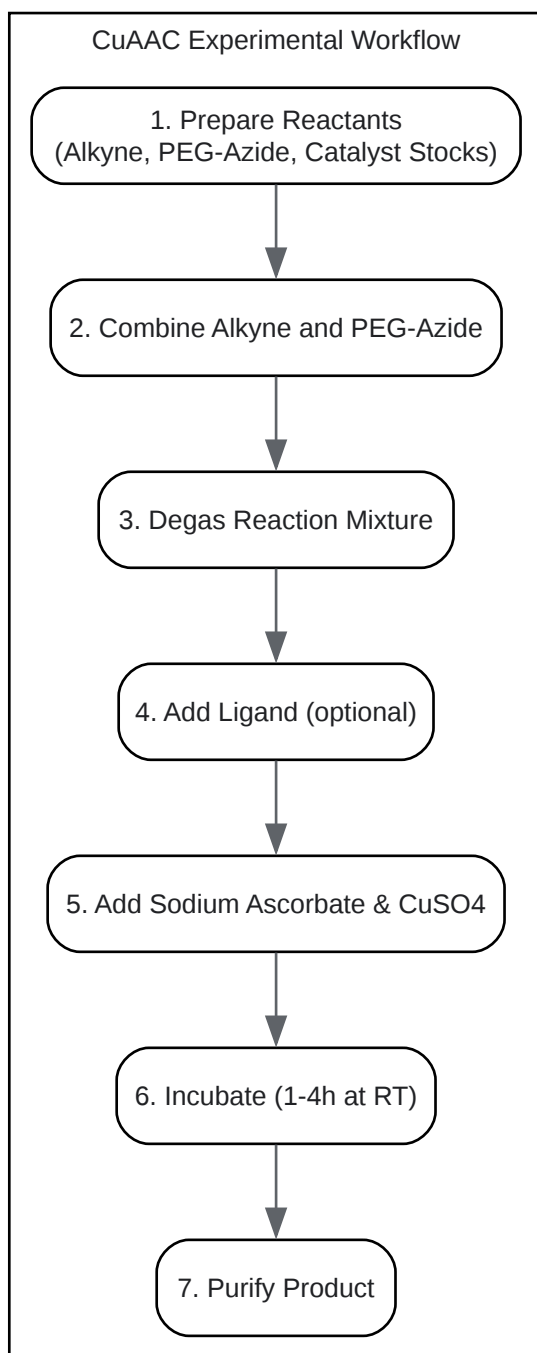 CuAAC Experimental Workflow
1. Prepare Reactants
(Alkyne, PEG-Azide, Catalyst Stocks)
2. Combine Alkyne and PEG-Azide
3. Degas Reaction Mixture
4. Add Ligand (optional)
5. Add Sodium Ascorbate & CuSO4
6. Incubate (1-4h at RT)
7. Purify Product